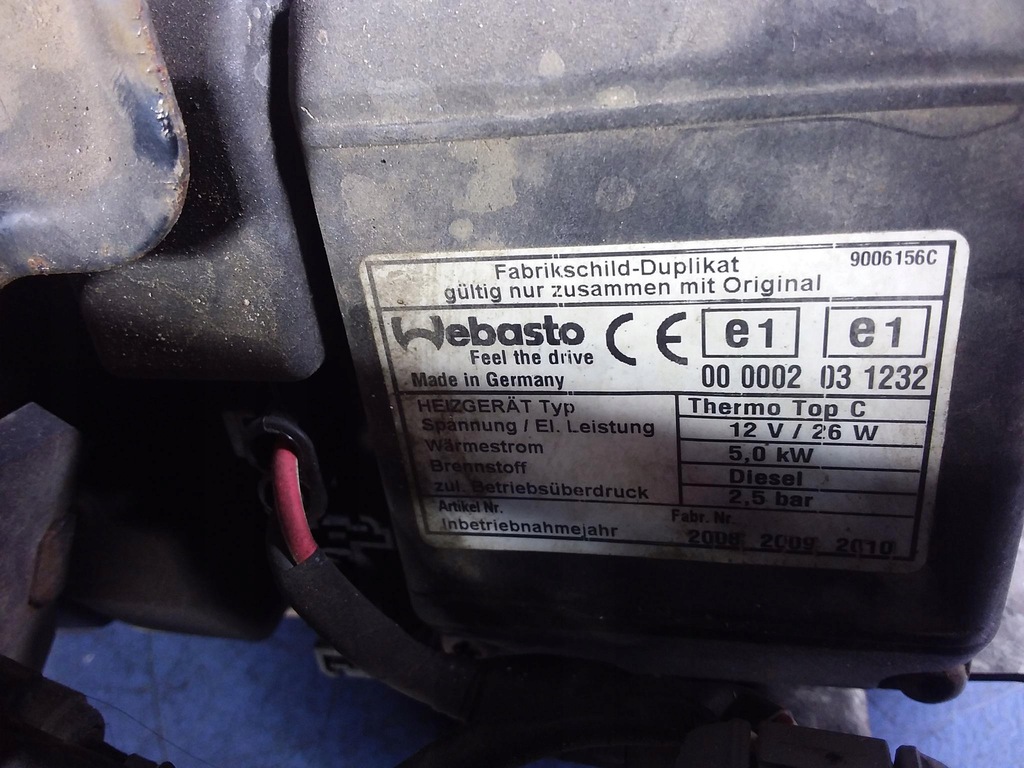 Fabrikschild-Duplikat 9006156C
gültig nur zusammen mit Original
Webasto CE e1 e1
Feel the drive
Made in Germany 00 0002 03 1232
HEIZGERÄT Typ Thermo Top C
Spannung / El. Leistung 12 V / 26 W
Wärmestrom 5,0 kW
Brennstoff Diesel
zul. Betriebsüberdruck 2,5 bar
Artikel Nr. Fabr. Nr.
Inbetriebnahmejahr 2008 2009 2010